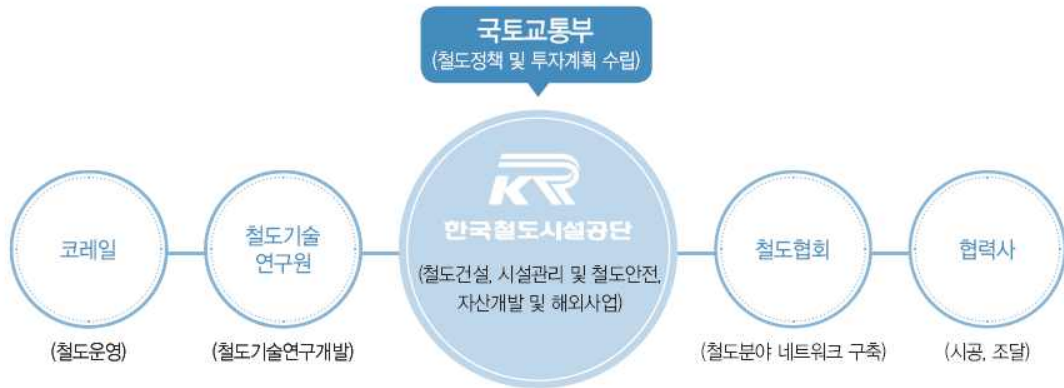 국토교통부
(철도정책 및 투자계획 수립)
KR
한국철도시설공단
(철도건설, 시설관리 및 철도안전,
자산개발 및 해외사업)
코레일
(철도운영)
철도기술
연구원
(철도기술연구개발)
철도협회
(철도분야 네트워크 구축)
협력사
(시공, 조달)